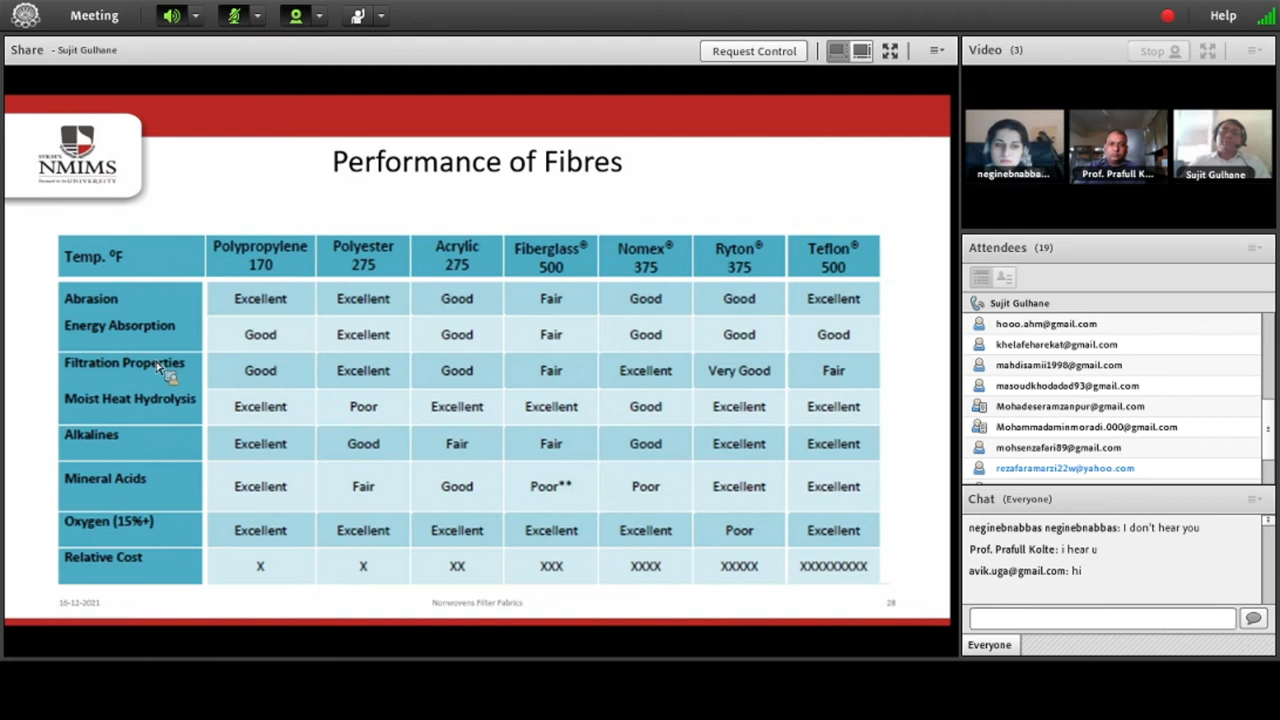 Meeting
Help
Share - Sujit Gulhane
Request Control
Video (3)
Stop
NMIMS
Performance of Fibres
neginebnabba...
Prof. Prafull K...
Sujit Gulhane
Temp. ⁰F Polypropylene 170 Polyester 275 Acrylic 275 Fiberglass® 500 Nomex® 375 Ryton® 375 Teflon® 500
Abrasion Excellent Excellent Good Fair Good Good Excellent
Energy Absorption Good Excellent Good Fair Good Good Good
Filtration Properties Good Excellent Good Fair Excellent Very Good Fair
Moist Heat Hydrolysis Excellent Poor Excellent Excellent Good Excellent Excellent
Alkalines Excellent Good Fair Fair Good Excellent Excellent
Mineral Acids Excellent Fair Good Poor** Poor Excellent Excellent
Oxygen (15%+) Excellent Excellent Excellent Excellent Excellent Poor Excellent
Relative Cost X X XX XXX XXXX XXXXX XXXXXXXXX
16-12-2021 Nonwovens Filter Fabrics 28
Attendees (19)
Sujit Gulhane
hooo.ahm@gmail.com
khelafeharekat@gmail.com
mahdisamii1998@gmail.com
masoudkhodadad93@gmail.com
Mohadeseramzanpur@gmail.com
Mohammadaminmoradi.000@gmail.com
mohsenzafari89@gmail.com
rezafaramarzi22w@yahoo.com
Chat (Everyone)
neginebnabbas neginebnabbas: I don't hear you
Prof. Prafull Kolte: i hear u
avik.uga@gmail.com: hi
Everyone